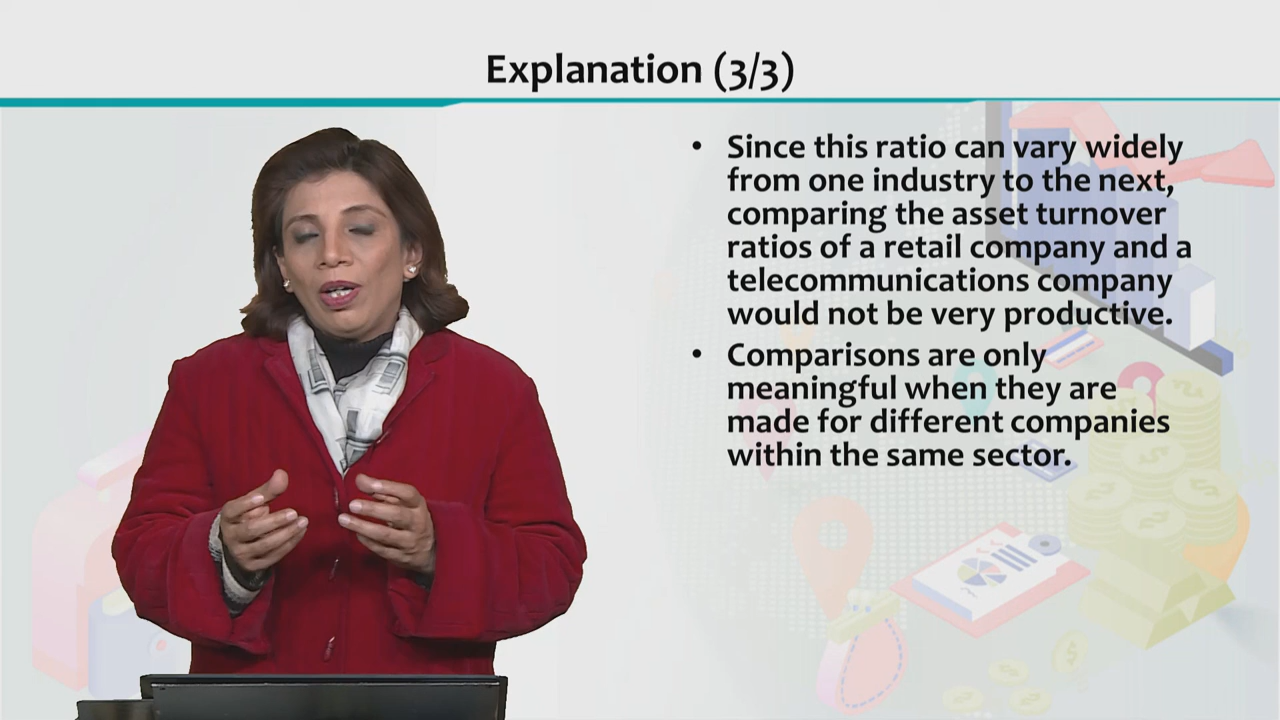 Explanation (3/3)
• Since this ratio can vary widely
from one industry to the next,
comparing the asset turnover
ratios of a retail company and a
telecommunications company
would not be very productive.
• Comparisons are only
meaningful when they are
made for different companies
within the same sector.